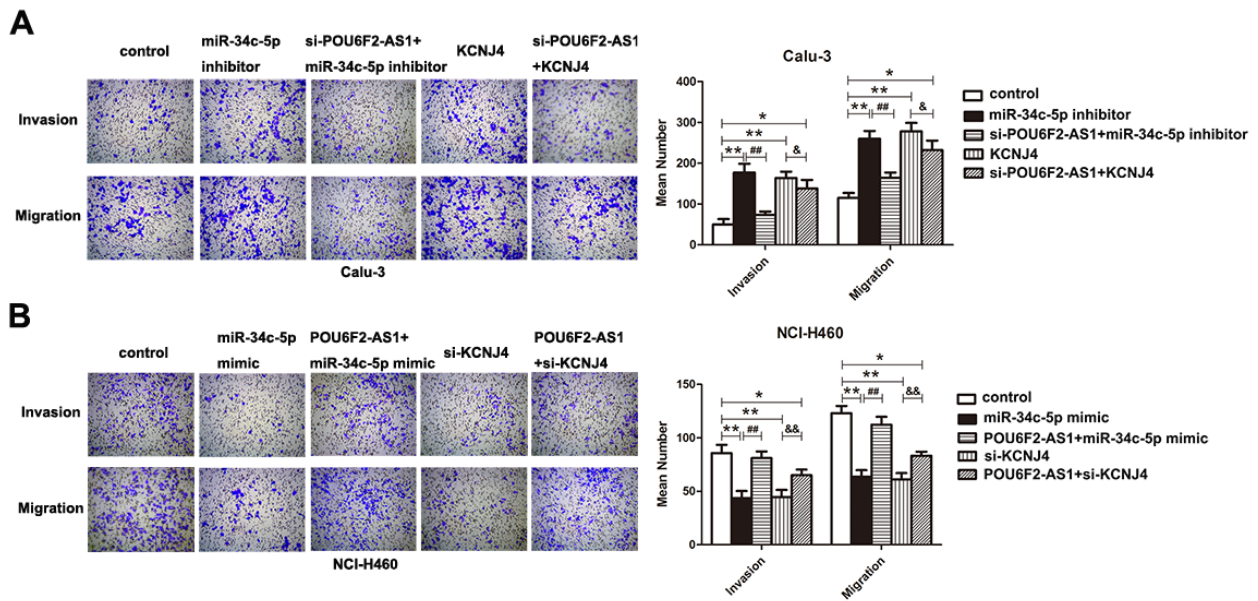 A
control
miR-34c-5p
inhibitor
si-POU6F2-AS1+
miR-34c-5p inhibitor
KCNJ4
si-POU6F2-AS1
+KCNJ4
Invasion
Migration
Calu-3
Calu-3
400
300
200
100
0
Mean Number
* ** ** ## &
* ** ** ## &
Invasion
Migration
control
miR-34c-5p inhibitor
si-POU6F2-AS1+miR-34c-5p inhibitor
KCNJ4
si-POU6F2-AS1+KCNJ4
B
control
miR-34c-5p
mimic
POU6F2-AS1+
miR-34c-5p mimic
si-KCNJ4
POU6F2-AS1
+si-KCNJ4
Invasion
Migration
NCI-H460
NCI-H460
150
100
50
0
Mean Number
* ** ** ## &&
* ** ** ## &&
Invasion
Migration
control
miR-34c-5p mimic
POU6F2-AS1+miR-34c-5p mimic
si-KCNJ4
POU6F2-AS1+si-KCNJ4